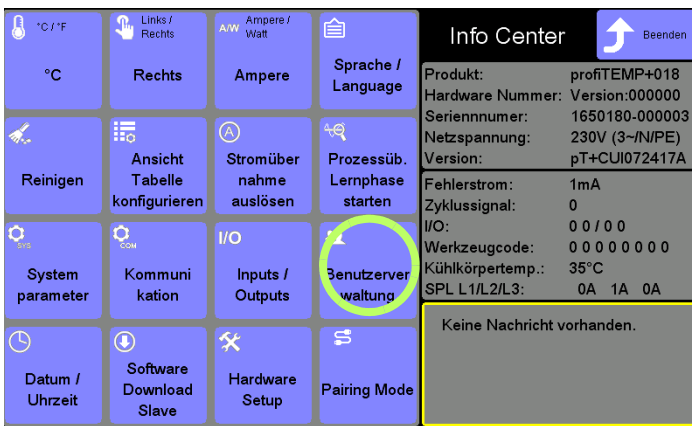 °C / °F
°C
Links /
Rechts
Rechts
A/W
Ampere /
Watt
Ampere
Sprache /
Language
Reinigen
Ansicht
Tabelle
konfigurieren
A
Stromüber
nahme
auslösen
Prozessüb.
Lernphase
starten
SYS
System
parameter
COM
Kommuni
kation
I/O
Inputs /
Outputs
Benutzerver
waltung
Datum /
Uhrzeit
Software
Download
Slave
Hardware
Setup
Pairing Mode
Info Center
Beenden
Produkt: profiTEMP+018
Hardware Nummer: Version:000000
Seriennnumer: 1650180-000003
Netzspannung: 230V (3~/N/PE)
Version: pT+CUI072417A
Fehlerstrom: 1mA
Zyklussignal: 0
I/O: 0 0 / 0 0
Werkzeugcode: 0 0 0 0 0 0 0 0
Kühlkörpertemp.: 35°C
SPL L1/L2/L3: 0A 1A 0A
Keine Nachricht vorhanden.